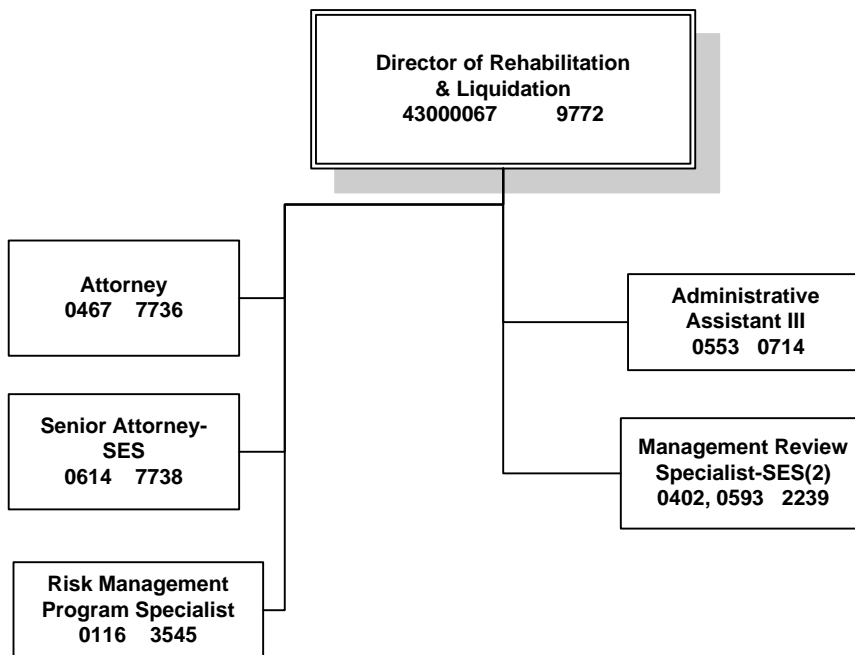 Director of Rehabilitation
& Liquidation
43000067 9772
Attorney
0467 7736
Senior Attorney-
SES
0614 7738
Risk Management
Program Specialist
0116 3545
Administrative
Assistant III
0553 0714
Management Review
Specialist-SES(2)
0402, 0593 2239